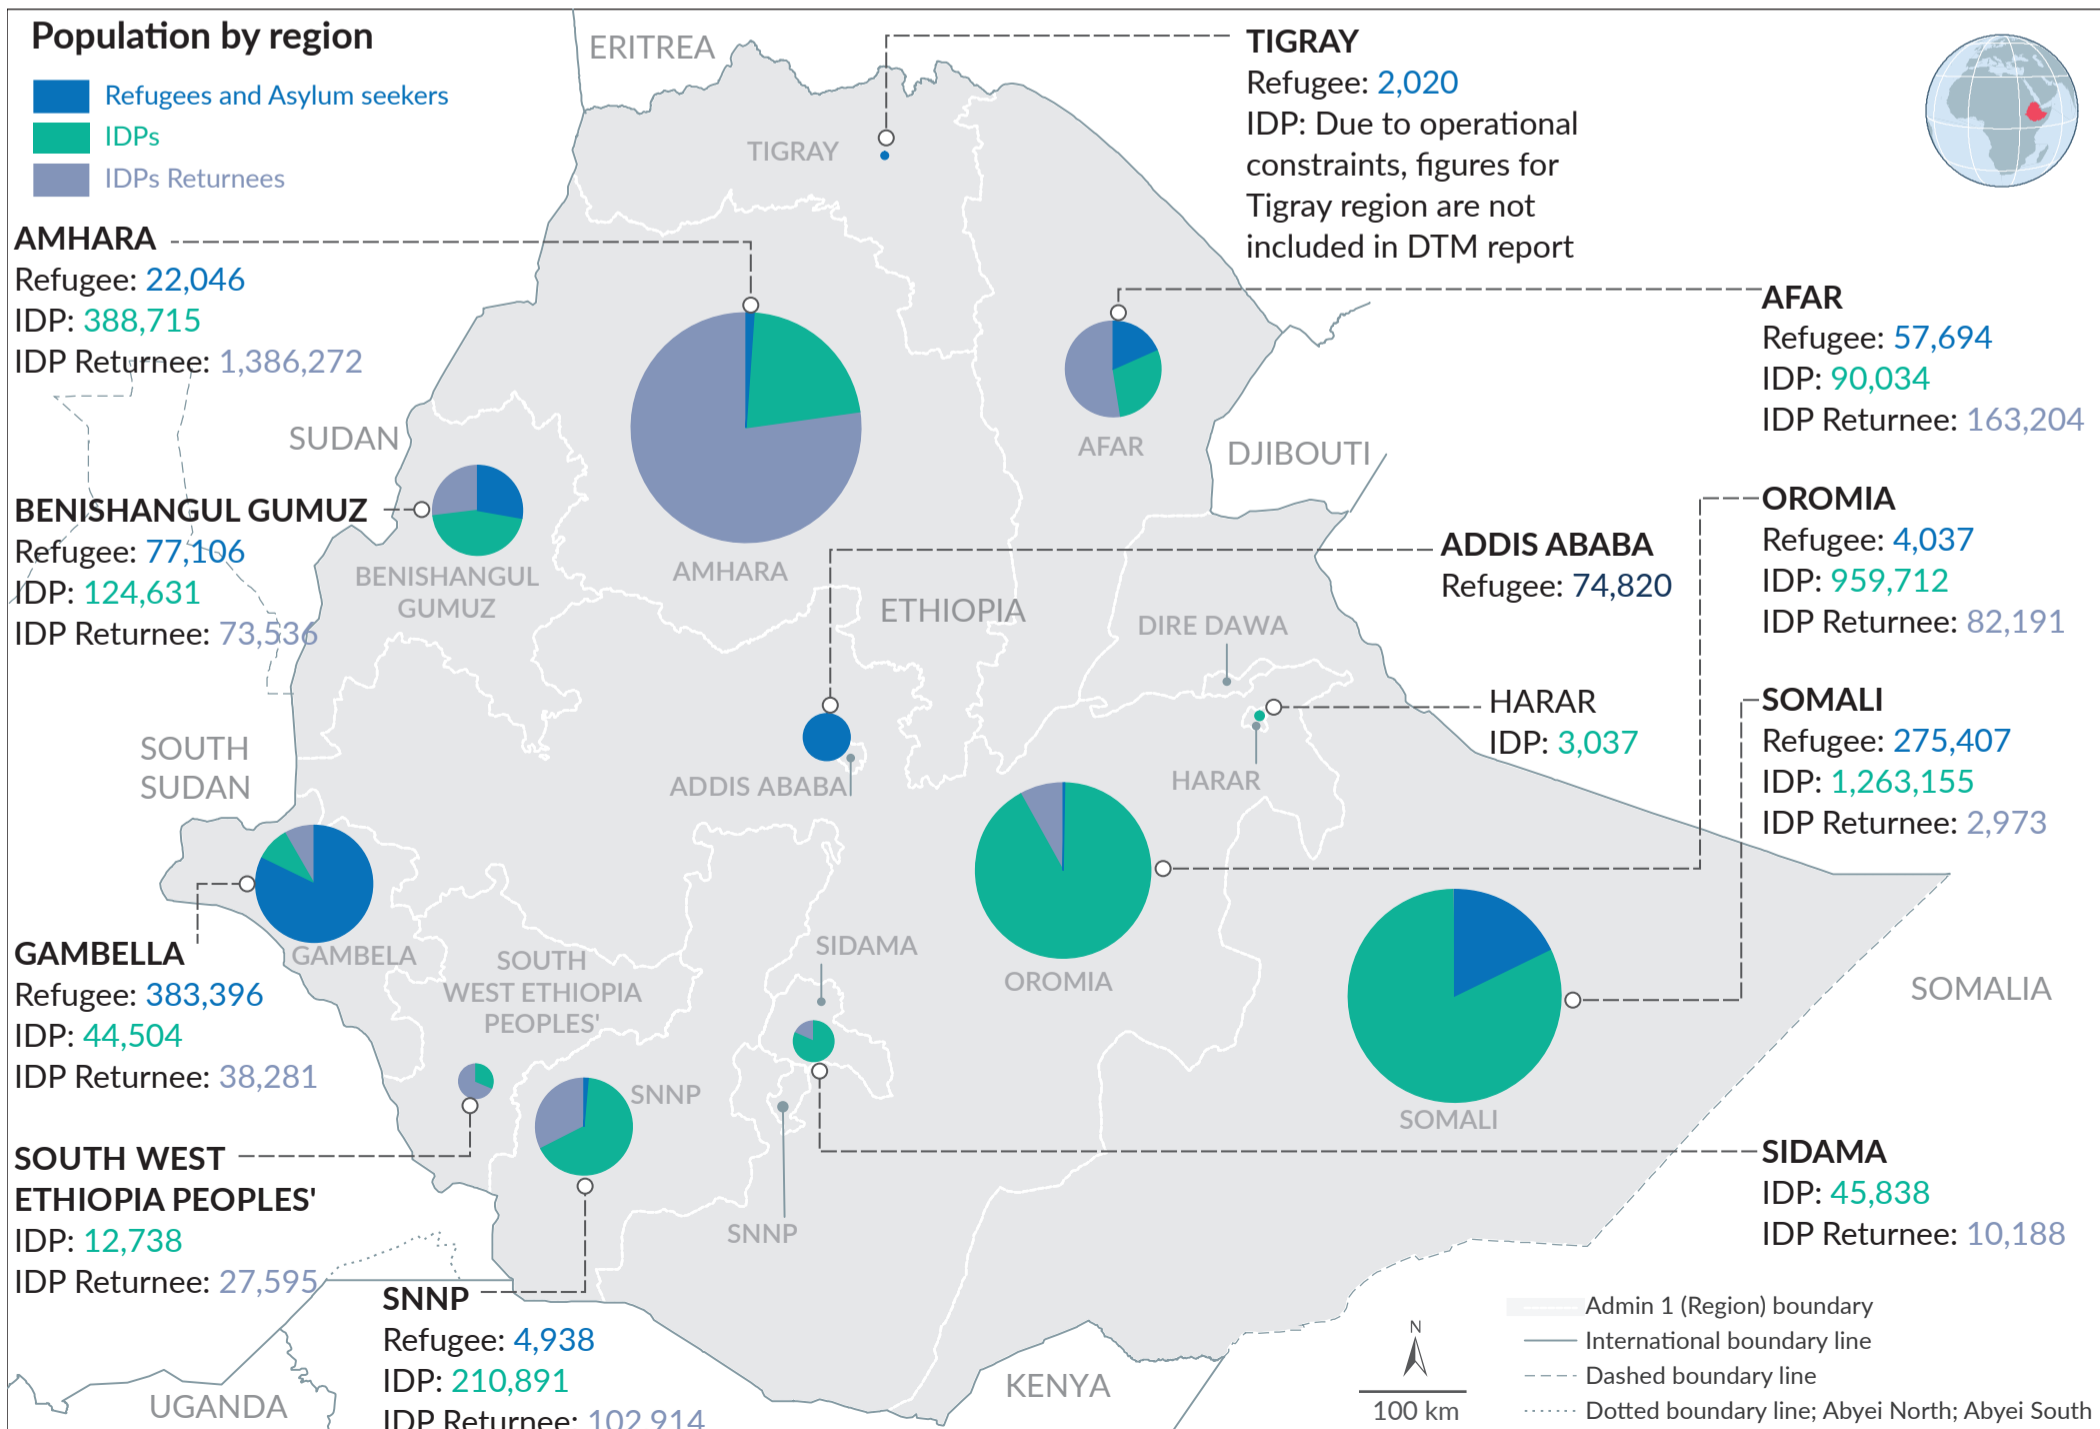 Population by region
Refugees and Asylum seekers
IDPs
IDPs Returnees
ERITREA
TIGRAY
Refugee: 2,020
IDP: Due to operational
constraints, figures for
Tigray region are not
included in DTM report
TIGRAY
AMHARA
Refugee: 22,046
IDP: 388,715
IDP Returnee: 1,386,272
AFAR
Refugee: 57,694
IDP: 90,034
IDP Returnee: 163,204
SUDAN
AFAR
DJIBOUTI
BENISHANGUL GUMUZ
Refugee: 77,106
IDP: 124,631
IDP Returnee: 73,536
BENISHANGUL
GUMUZ
AMHARA
ETHIOPIA
ADDIS ABABA
Refugee: 74,820
OROMIA
Refugee: 4,037
IDP: 959,712
IDP Returnee: 82,191
DIRE DAWA
HARAR
IDP: 3,037
SOMALI
Refugee: 275,407
IDP: 1,263,155
IDP Returnee: 2,973
SOUTH
SUDAN
ADDIS ABABA
HARAR
GAMBELLA
Refugee: 383,396
IDP: 44,504
IDP Returnee: 38,281
GAMBELA
SOUTH
WEST ETHIOPIA
PEOPLES'
SIDAMA
OROMIA
SOMALIA
SNNP
SOMALI
SOUTH WEST
ETHIOPIA PEOPLES'
IDP: 12,738
IDP Returnee: 27,595
SNNP
SIDAMA
IDP: 45,838
IDP Returnee: 10,188
SNNP
Refugee: 4,938
IDP: 210,891
IDP Returnee: 102,914
UGANDA
KENYA
N
100 km
Admin 1 (Region) boundary
International boundary line
Dashed boundary line
Dotted boundary line; Abyei North; Abyei South